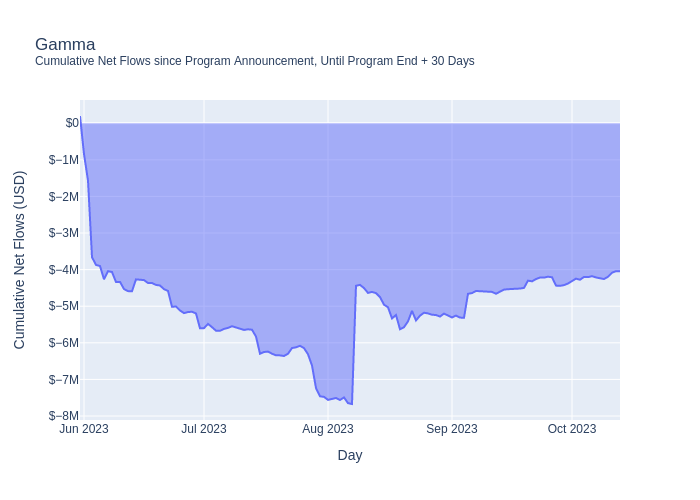 Gamma
Cumulative Net Flows since Program Announcement, Until Program End + 30 Days
Cumulative Net Flows (USD)
$0
$−1M
$−2M
$−3M
$−4M
$−5M
$−6M
$−7M
$−8M
Jun 2023
Jul 2023
Aug 2023
Sep 2023
Oct 2023
Day